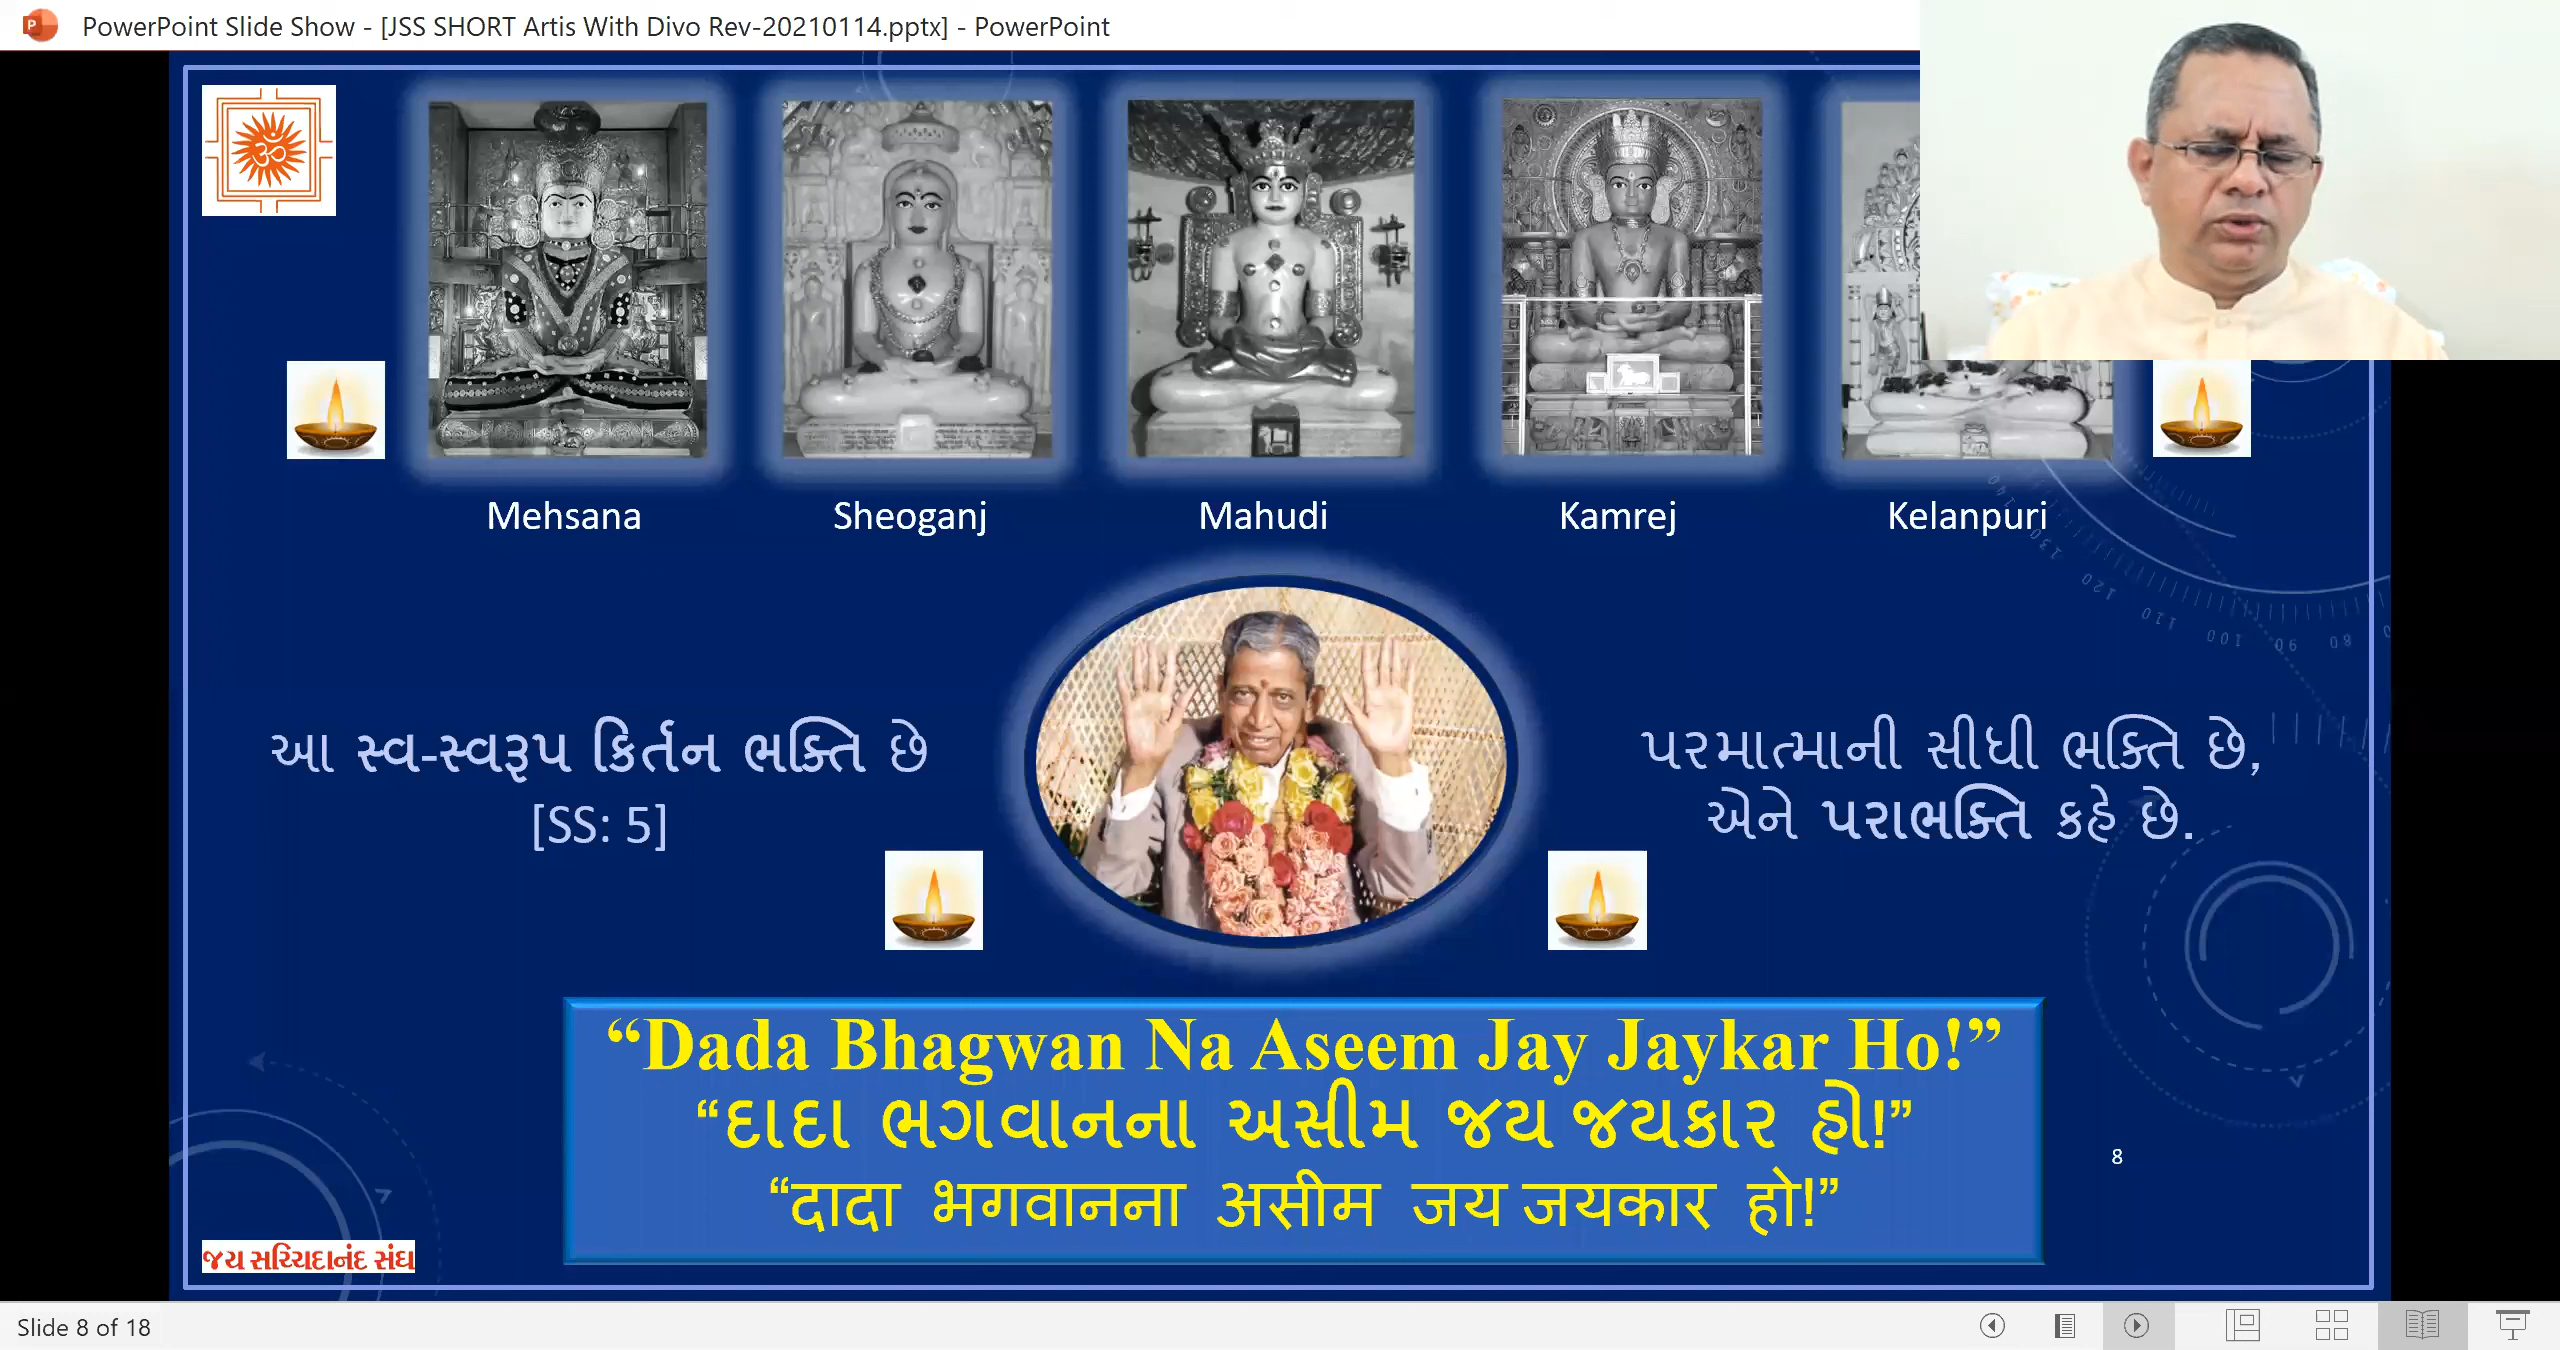 PowerPoint Slide Show - [JSS SHORT Artis With Divo Rev-20210114.pptx] - PowerPoint
ॐ
Mehsana
Sheoganj
Mahudi
Kamrej
Kelanpuri
આ સ્વ-સ્વરૂપ કિર્તન ભક્તિ છે
[SS: 5]
પરમાત્માની સીધી ભક્તિ છે,
એને પરાભક્તિ કહે છે.
“Dada Bhagwan Na Aseem Jay Jaykar Ho!”
“દાદા ભગવાનના અસીમ જય જયકાર હો!”
“दादा भगवानना असीम जय जयकार हो!”
8
જય સચ્ચિદાનંદ સંઘ
Slide 8 of 18